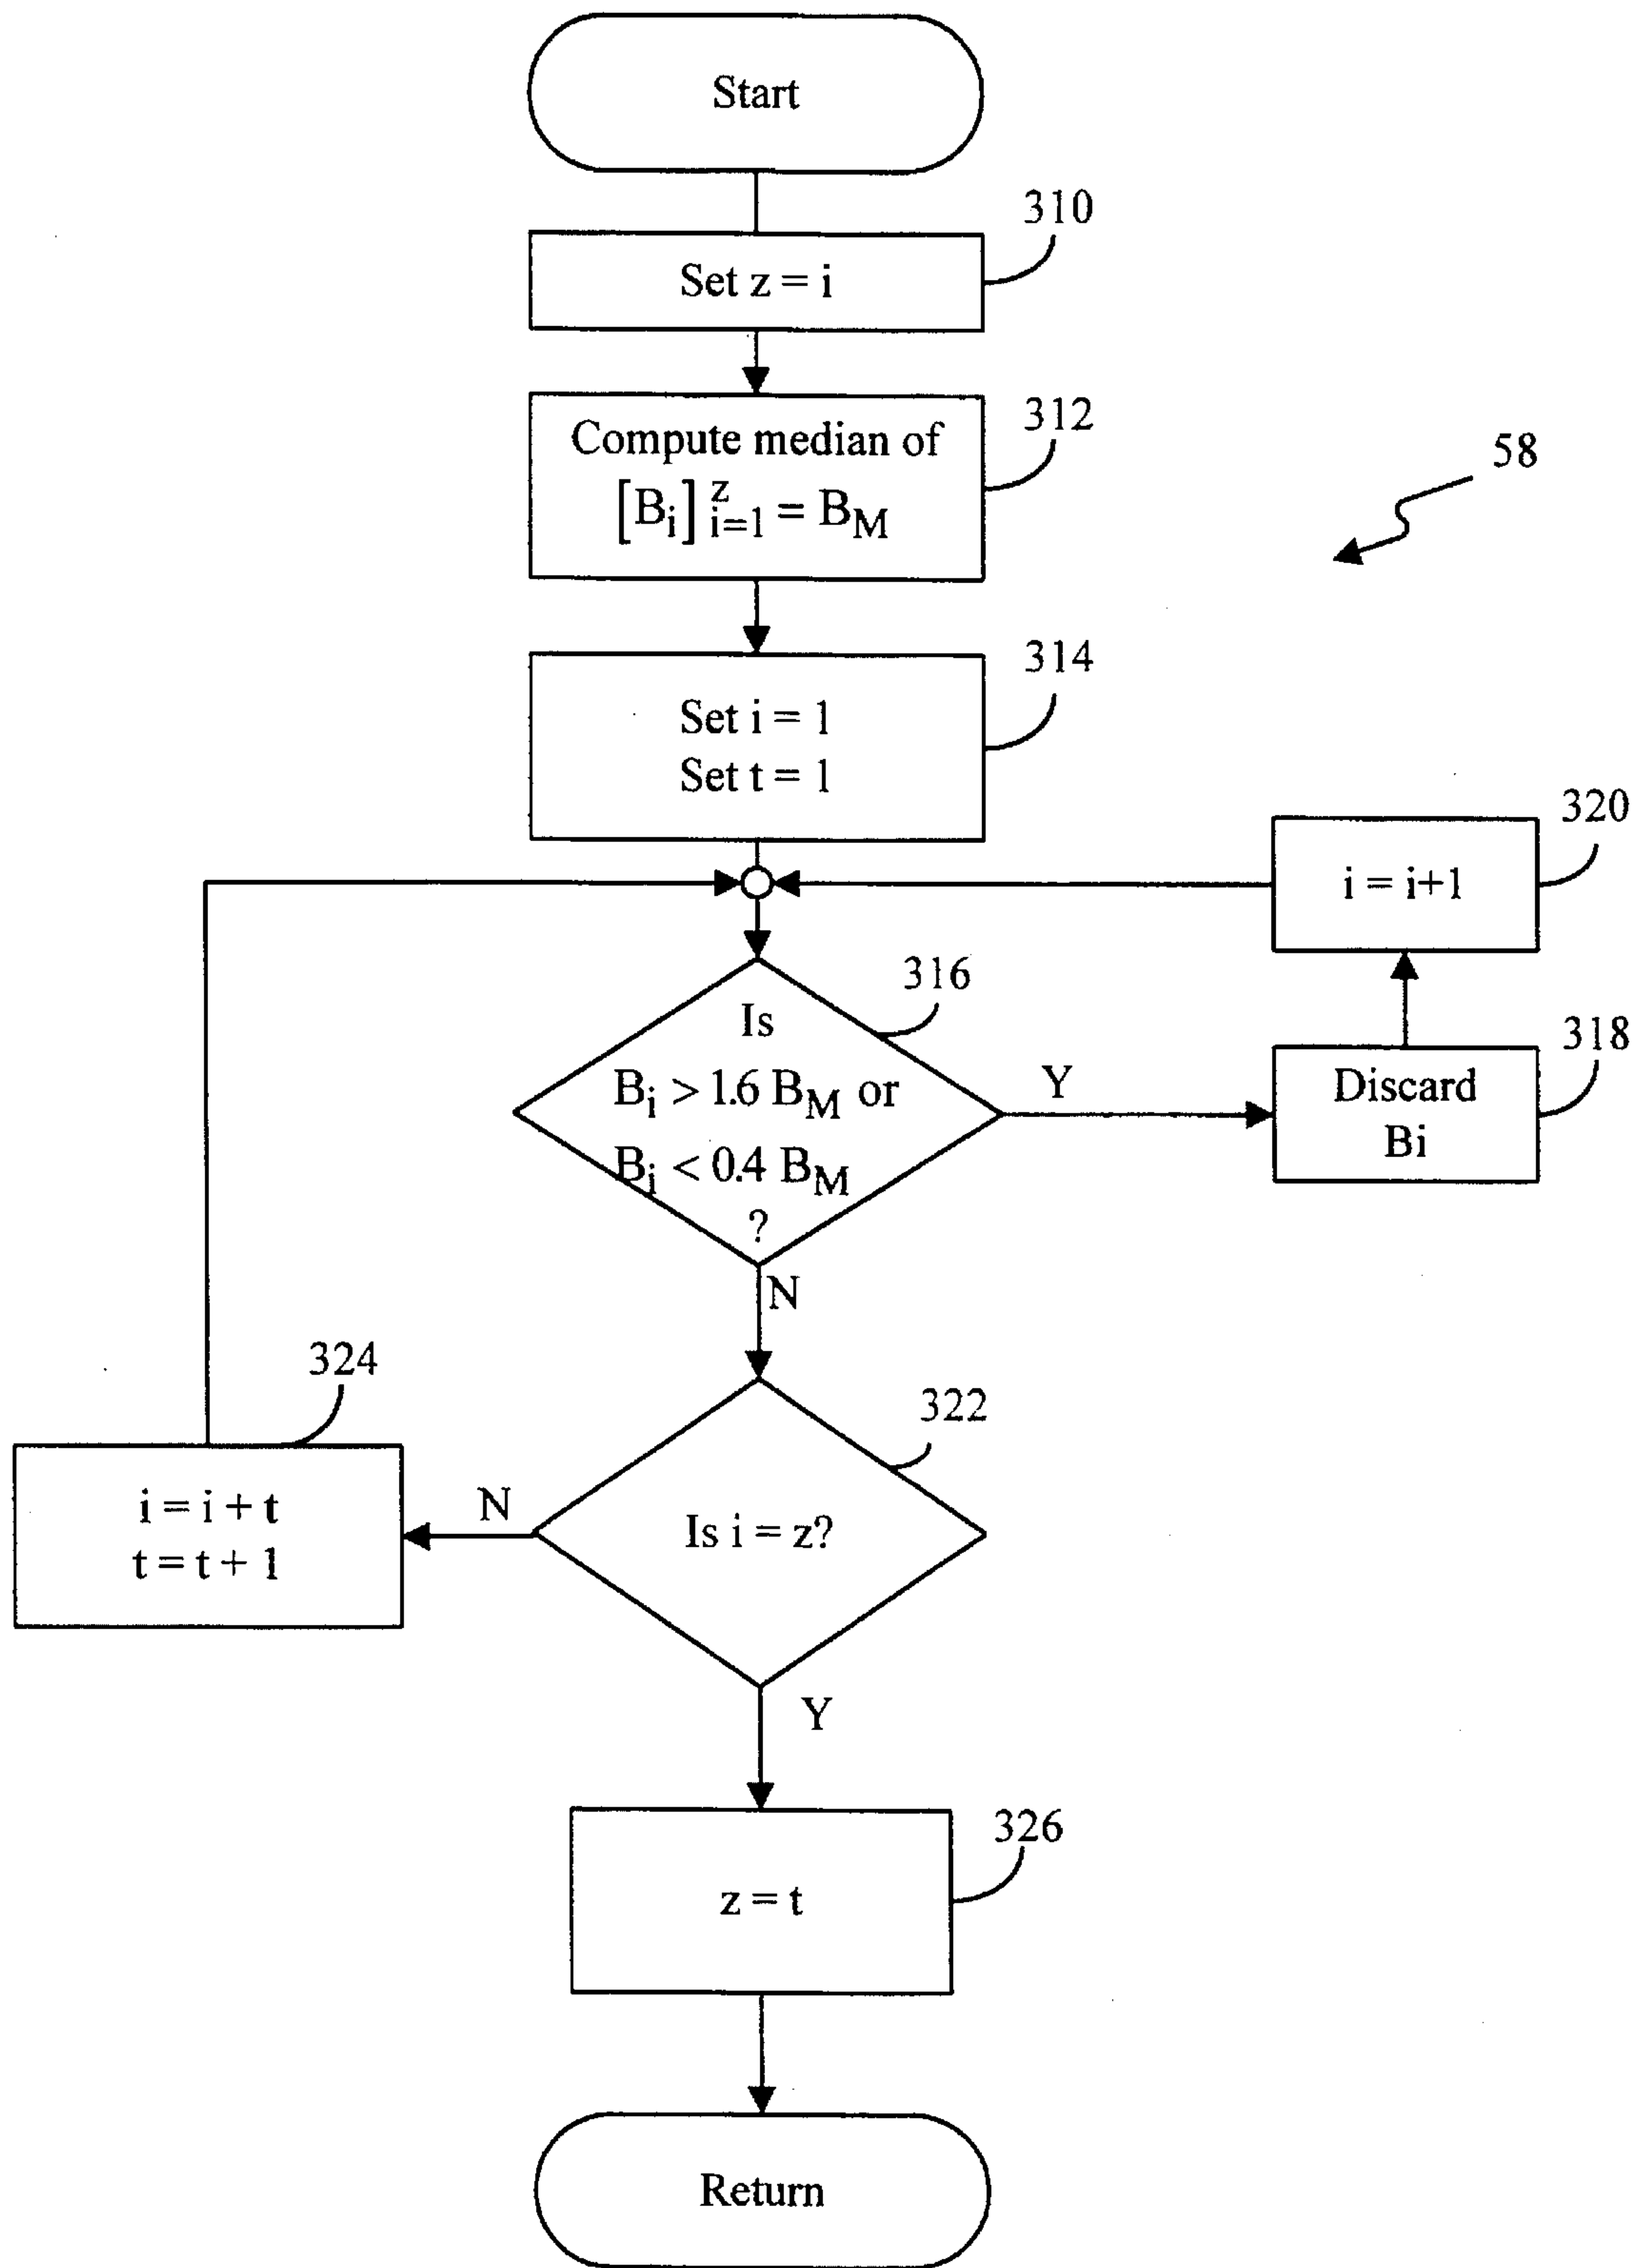 Start
310
Set z = i
312
Compute median of
[Bi] z i=1 = BM
58
314
Set i = 1
Set t = 1
320
i = i+1
316
Is
Bi > 1.6 BM or
Bi < 0.4 BM
?
Y
318
Discard
Bi
N
324
i = i + t
t = t + 1
322
N
Is i = z?
Y
326
z = t
Return